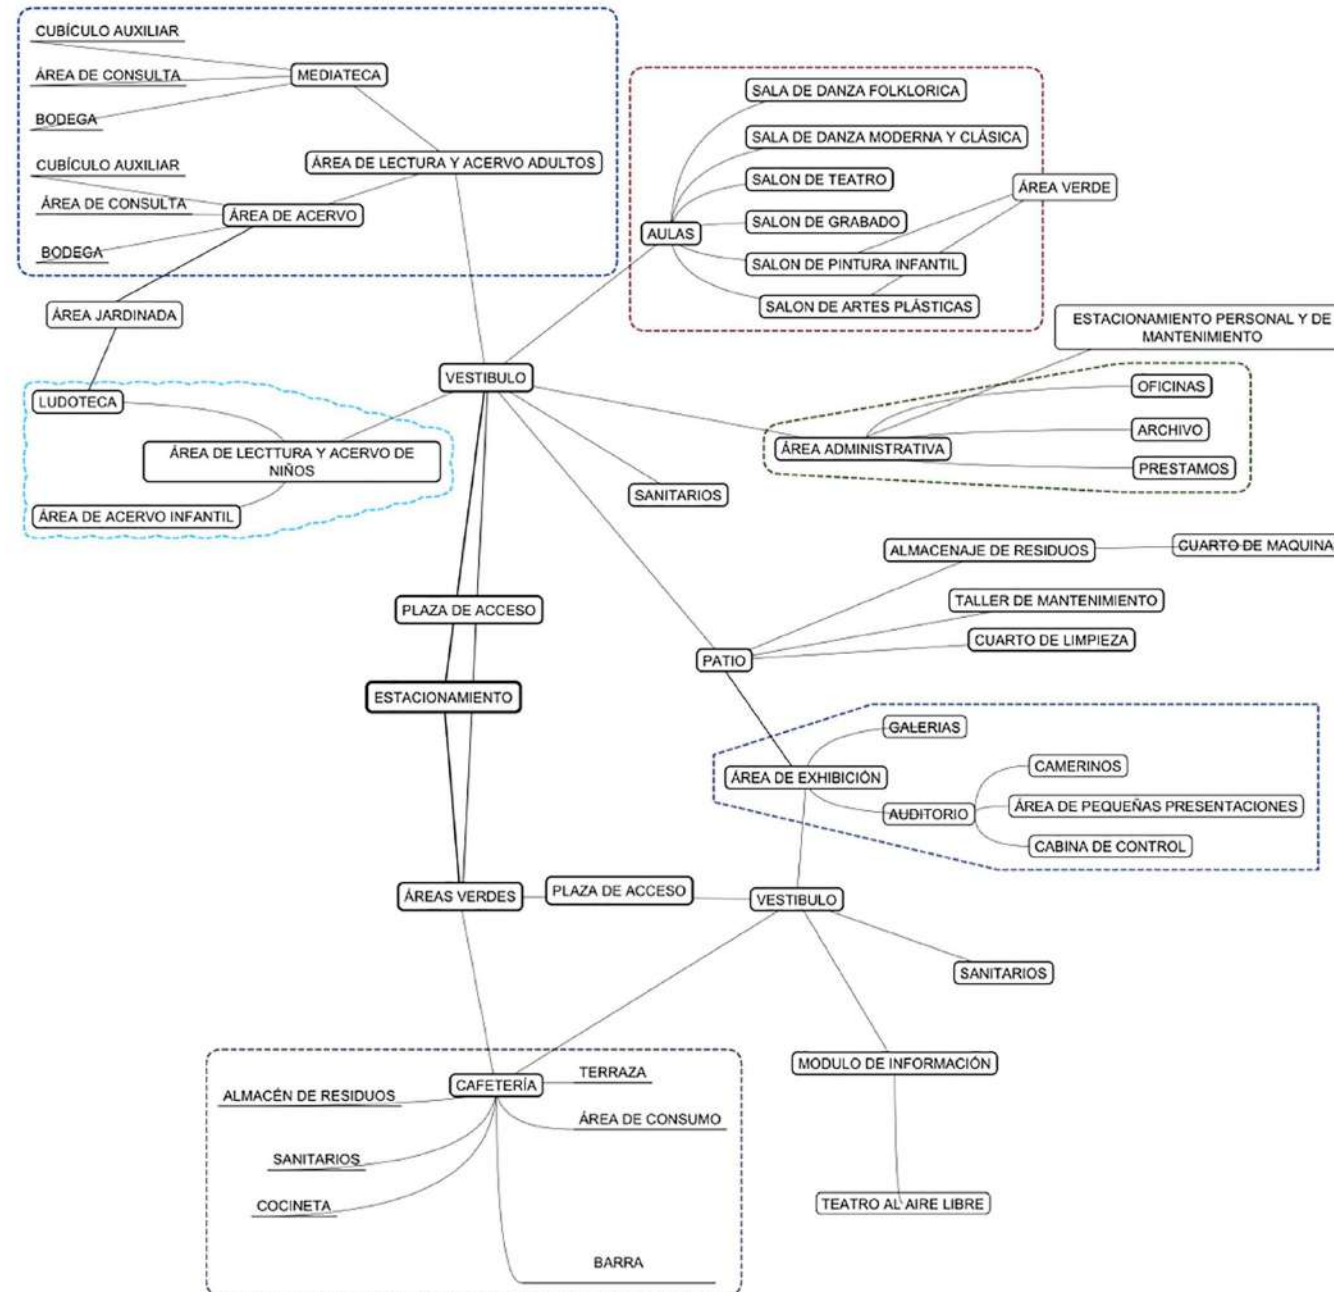 CUBÍCULO AUXILIAR
ÁREA DE CONSULTA
BODEGA
MEDIATECA
CUBÍCULO AUXILIAR
ÁREA DE CONSULTA
BODEGA
ÁREA DE ACERVO
ÁREA DE LECTURA Y ACERVO ADULTOS
SALA DE DANZA FOLKLORICA
SALA DE DANZA MODERNA Y CLÁSICA
SALON DE TEATRO
SALON DE GRABADO
SALON DE PINTURA INFANTIL
SALON DE ARTES PLÁSTICAS
AULAS
ÁREA VERDE
ÁREA JARDINADA
ESTACIONAMIENTO PERSONAL Y DE
MANTENIMIENTO
VESTIBULO
LUDOTECA
ÁREA DE LECTTURA Y ACERVO DE
NIÑOS
ÁREA DE ACERVO INFANTIL
OFICINAS
ARCHIVO
PRESTAMOS
ÁREA ADMINISTRATIVA
SANITARIOS
ALMACENAJE DE RESIDUOS
CUARTO DE MAQUINA
TALLER DE MANTENIMIENTO
CUARTO DE LIMPIEZA
PATIO
PLAZA DE ACCESO
ESTACIONAMIENTO
GALERIAS
ÁREA DE EXHIBICIÓN
AUDITORIO
CAMERINOS
ÁREA DE PEQUEÑAS PRESENTACIONES
CABINA DE CONTROL
ÁREAS VERDES
PLAZA DE ACCESO
VESTIBULO
SANITARIOS
MODULO DE INFORMACIÓN
TEATRO AL AIRE LIBRE
CAFETERÍA
TERRAZA
ÁREA DE CONSUMO
ALMACÉN DE RESIDUOS
SANITARIOS
COCINETA
BARRA